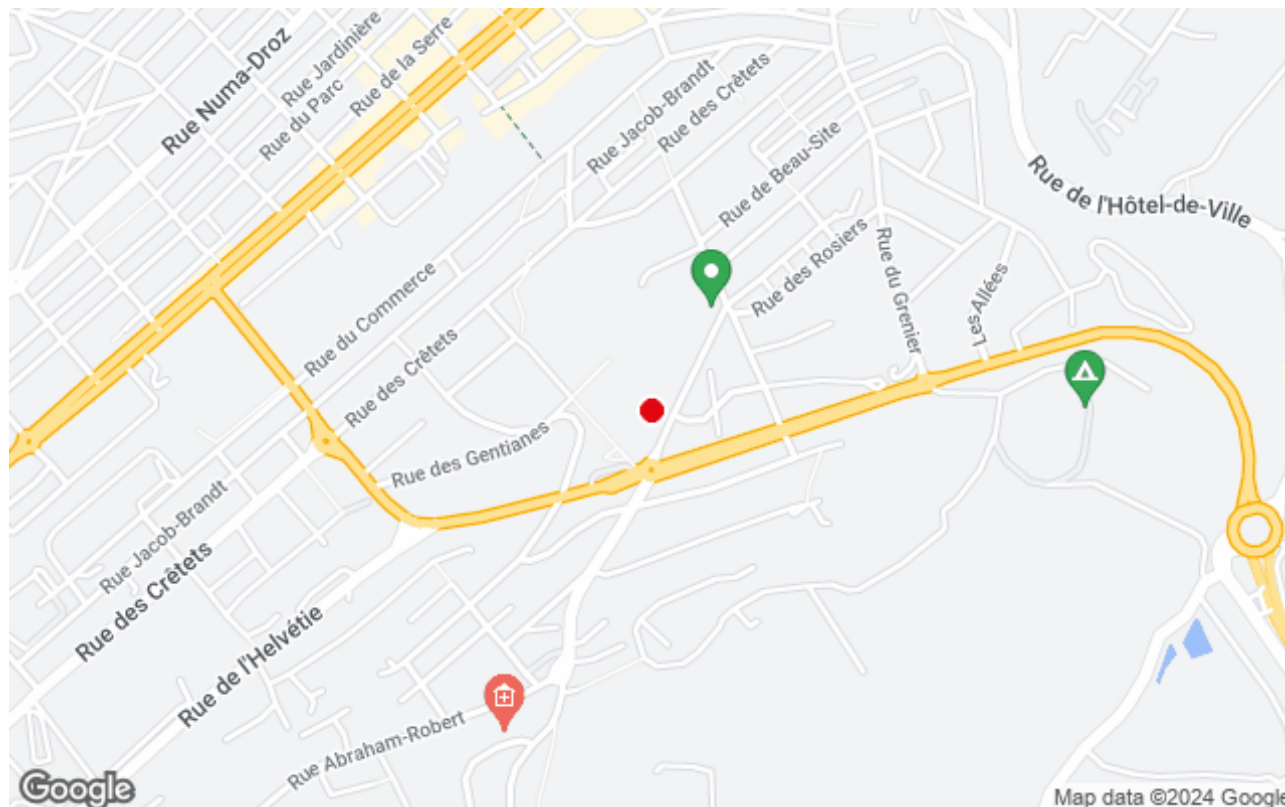 Rue Numa-Droz
Rue Jardinière
Rue du Parc
Rue de la Serre
Rue Jacob-Brandt
Rue des Crêtets
Rue de Beau-Site
Rue de l'Hôtel-de-Ville
Rue des Rosiers
Rue du Grenier
Les Allées
Rue du Commerce
Rue des Crêtets
Rue des Gentianes
Rue Jacob-Brandt
Rue des Crêtets
Rue de l'Helvétie
Rue Abraham-Robert
Google
Map data ©2024 Google